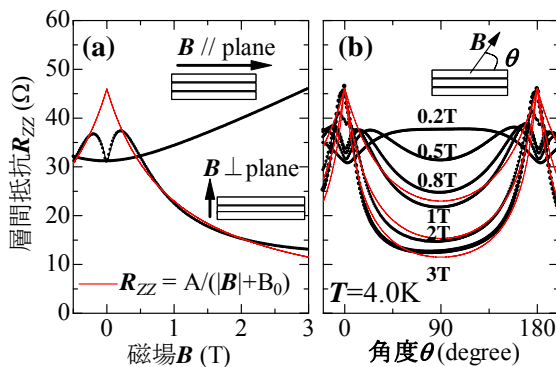 層間抵抗R_ZZ (Ω)
60
50
40
30
20
10
0
(a)
B // plane
B⊥plane
R_ZZ = A/(|B|+B₀)
0 1 2 3
磁場B (T)
(b)
B
θ
0.2T
0.5T
0.8T
1T
2T
3T
T=4.0K
0 90 180
角度θ (degree)